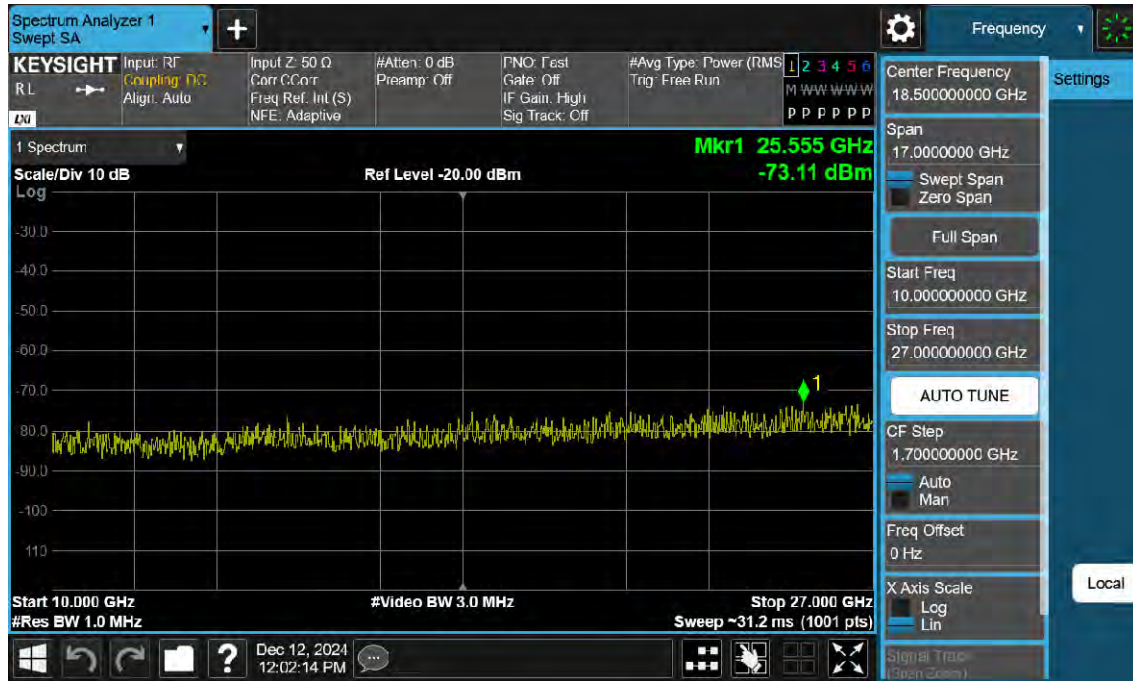 Spectrum Analyzer 1
Swept SA
+
Frequency
KEYSIGHT
RL
LXI
Input: RF
Coupling: DC
Align: Auto
Input Z: 50 Ω
Corr CCorr
Freq Ref: Int (S)
NFE: Adaptive
#Atten: 0 dB
Preamp: Off
PNO: Fast
Gate: Off
IF Gain: High
Sig Track: Off
#Avg Type: Power (RMS
Trig: Free Run
1 2 3 4 5 6
M W W W W W
P P P P P P
1 Spectrum
Mkr1 25.555 GHz
Scale/Div 10 dB
Ref Level -20.00 dBm
-73.11 dBm
Log
-30.0
-40.0
-50.0
-60.0
-70.0
1
80.0
-90.0
-100
110
Start 10.000 GHz
#Video BW 3.0 MHz
Stop 27.000 GHz
#Res BW 1.0 MHz
Sweep ~31.2 ms (1001 pts)
?
Dec 12, 2024
12:02:14 PM
Center Frequency
18.500000000 GHz
Settings
Span
17.0000000 GHz
Swept Span
Zero Span
Full Span
Start Freq
10.000000000 GHz
Stop Freq
27.000000000 GHz
AUTO TUNE
CF Step
1.700000000 GHz
Auto
Man
Freq Offset
0 Hz
X Axis Scale
Log
Lin
Local
Signal Track
(Span Zoom)